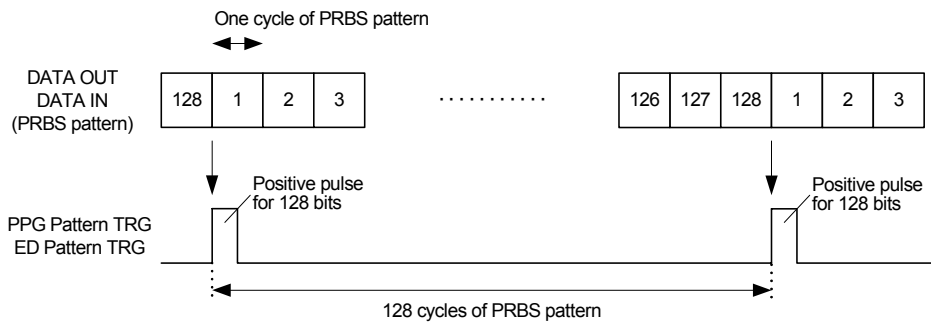 One cycle of PRBS pattern
DATA OUT
DATA IN
(PRBS pattern)
128 1 2 3 ........... 126 127 128 1 2 3
Positive pulse
for 128 bits
Positive pulse
for 128 bits
PPG Pattern TRG
ED Pattern TRG
128 cycles of PRBS pattern